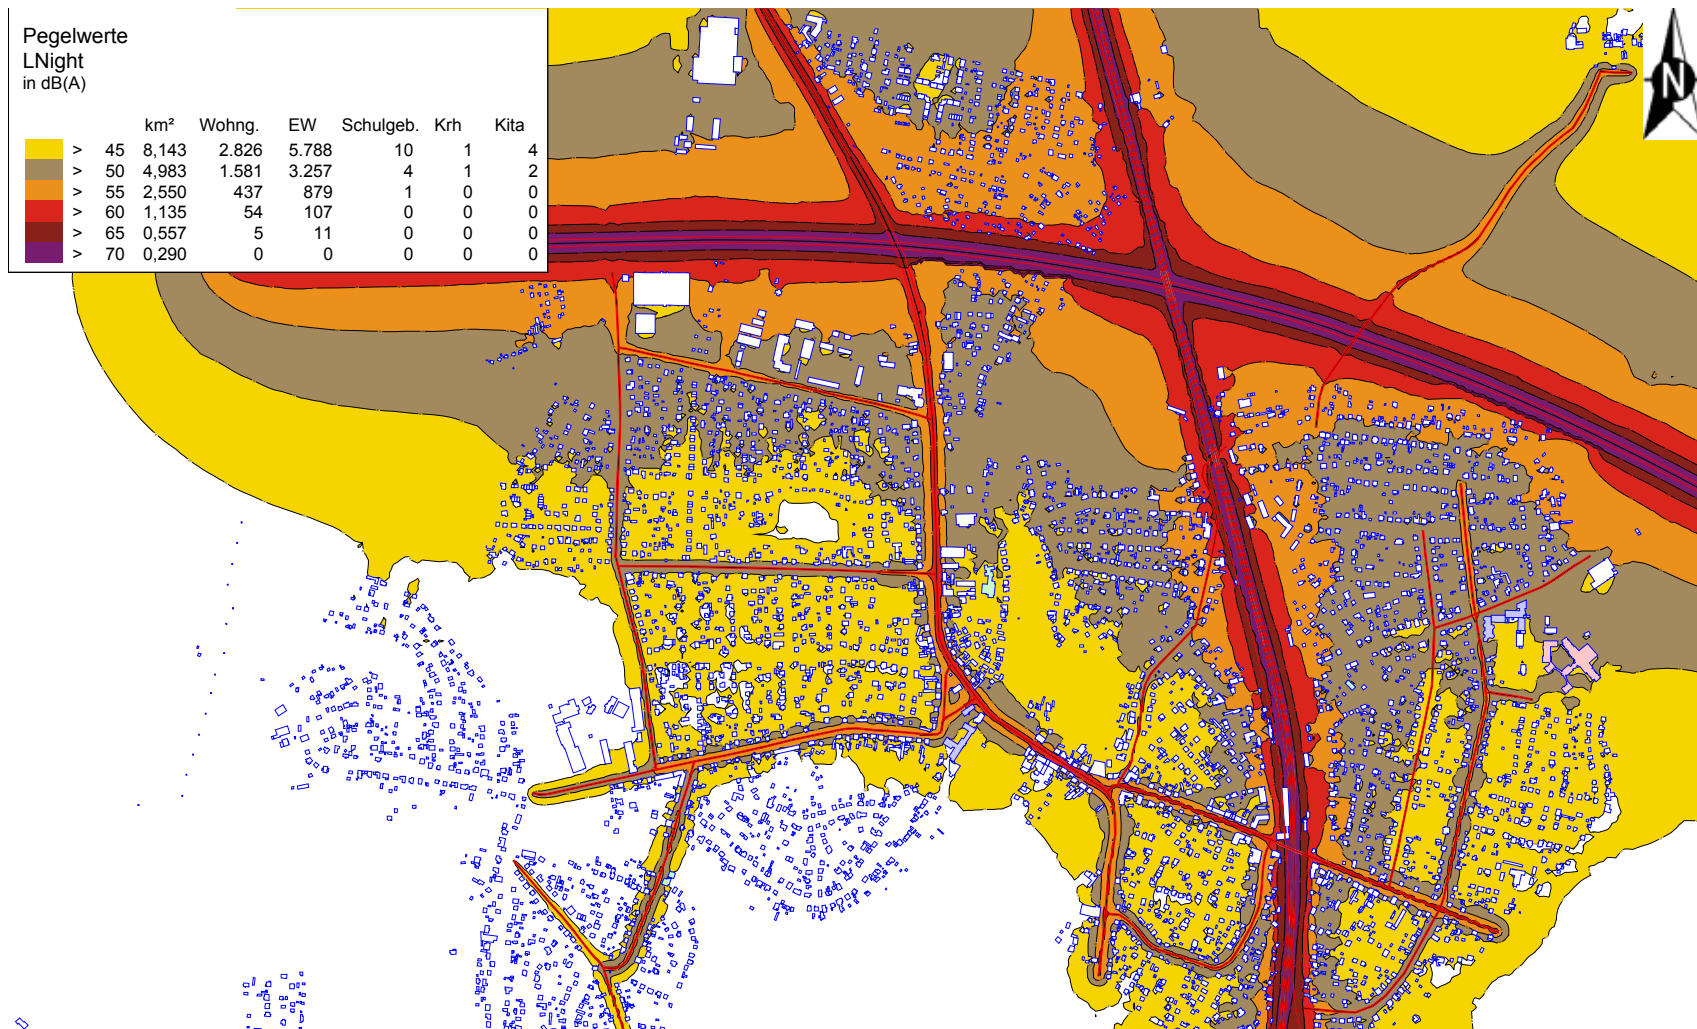 Pegelwerte
LNight
in dB(A)
km² Wohng. EW Schulgeb. Krh Kita
> 45 8,143 2.826 5.788 10 1 4
> 50 4,983 1.581 3.257 4 1 2
> 55 2,550 437 879 1 0 0
> 60 1,135 54 107 0 0 0
> 65 0,557 5 11 0 0 0
> 70 0,290 0 0 0 0 0
N